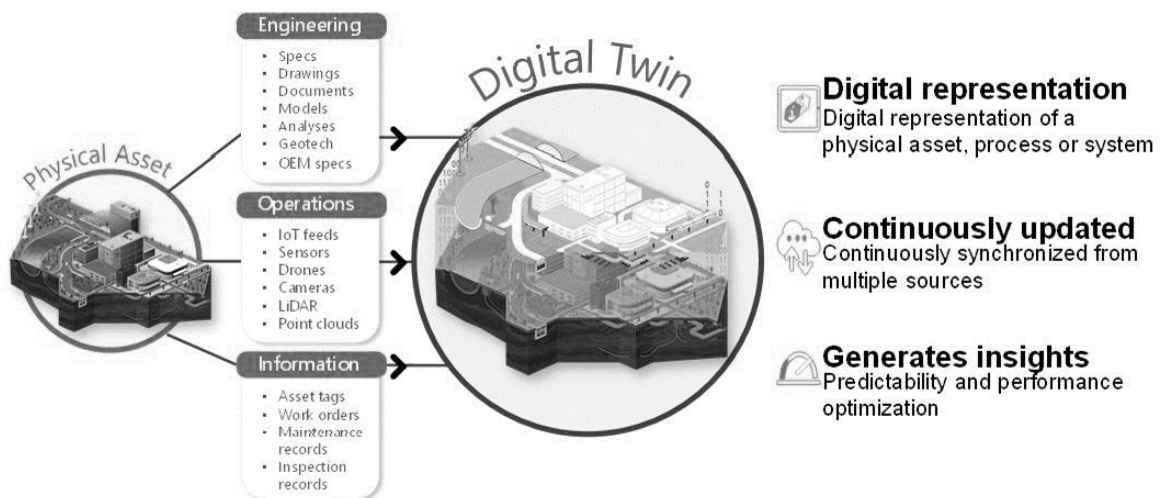 Physical Asset
Engineering
Specs
Drawings
Documents
Models
Analyses
Geotech
OEM specs
Operations
IoT feeds
Sensors
Drones
Cameras
LiDAR
Point clouds
Information
Asset tags
Work orders
Maintenance
records
Inspection
records
Digital Twin
Digital representation
Digital representation of a
physical asset, process or system
Continuously updated
Continuously synchronized from
multiple sources
Generates insights
Predictability and performance
optimization